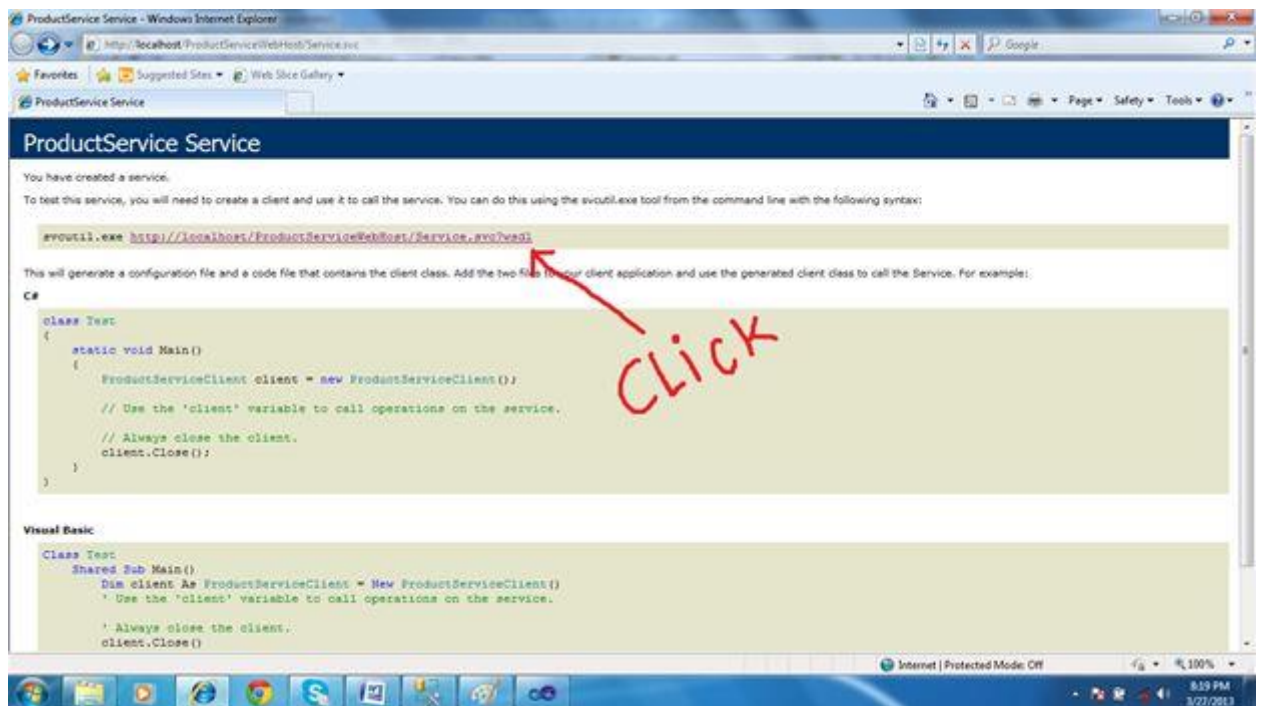 ProductService Service - Windows Internet Explorer
http://localhost/ProductServiceWebHost/Service.svc
Google
Favorites Suggested Sites Web Slice Gallery
ProductService Service
Page Safety Tools
ProductService Service
You have created a service.
To test this service, you will need to create a client and use it to call the service. You can do this using the svcutil.exe tool from the command line with the following syntax:
svcutil.exe http://localhost/ProductServiceWebHost/Service.svc?wsdl
This will generate a configuration file and a code file that contains the client class. Add the two files to your client application and use the generated client class to call the Service. For example:
C#
class Test
{
static void Main()
{
ProductServiceClient client = new ProductServiceClient();
// Use the 'client' variable to call operations on the service.
// Always close the client.
client.Close();
}
}
CLiCK
Visual Basic
Class Test
Shared Sub Main()
Dim client As ProductServiceClient = New ProductServiceClient()
' Use the 'client' variable to call operations on the service.
' Always close the client.
client.Close()
Internet | Protected Mode: Off
100%
8:19 PM
3/27/2013